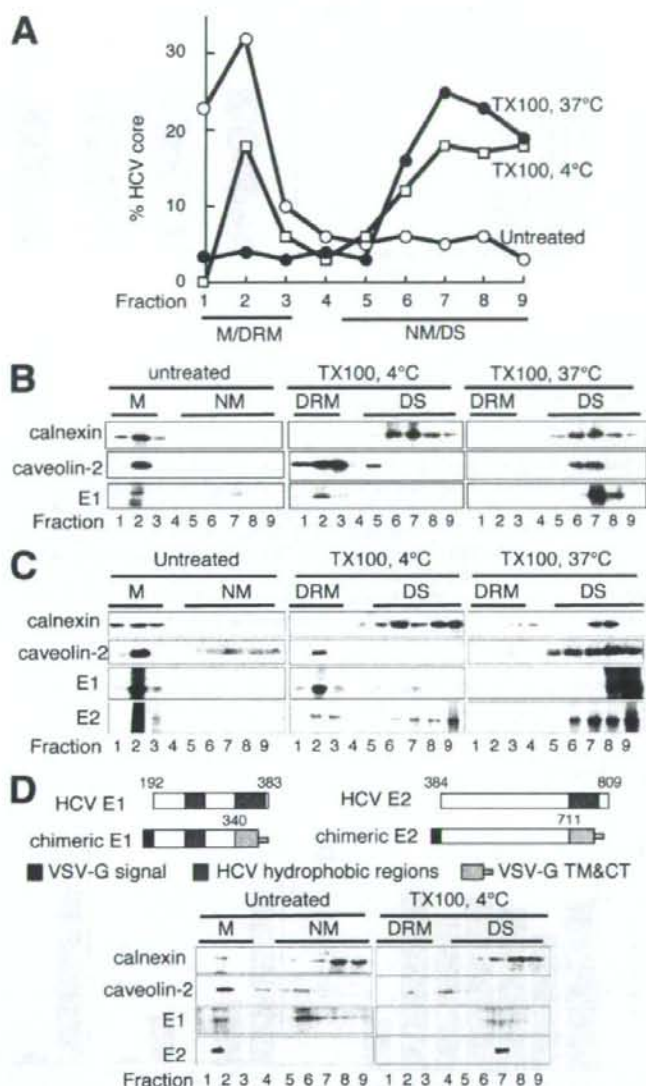 A
30
20
10
0
% HCV core
TX100, 37°C
TX100, 4°C
Untreated
Fraction 1 2 3 4 5 6 7 8 9
M/DRM NM/DS
B
untreated TX100, 4°C TX100, 37°C
M NM DRM DS DRM DS
calnexin
caveolin-2
E1
Fraction 1 2 3 4 5 6 7 8 9 1 2 3 4 5 6 7 8 9 1 2 3 4 5 6 7 8 9
C
Untreated TX100, 4°C TX100, 37°C
M NM DRM DS DRM DS
calnexin
caveolin-2
E1
E2
Fraction 1 2 3 4 5 6 7 8 9 1 2 3 4 5 6 7 8 9 1 2 3 4 5 6 7 8 9
D
192 383 384 809
HCV E1 HCV E2
340 711
chimeric E1 chimeric E2
VSV-G signal HCV hydrophobic regions VSV-G TM&CT
Untreated TX100, 4°C
M NM DRM DS
calnexin
caveolin-2
E1
E2
Fraction 1 2 3 4 5 6 7 8 9 1 2 3 4 5 6 7 8 9